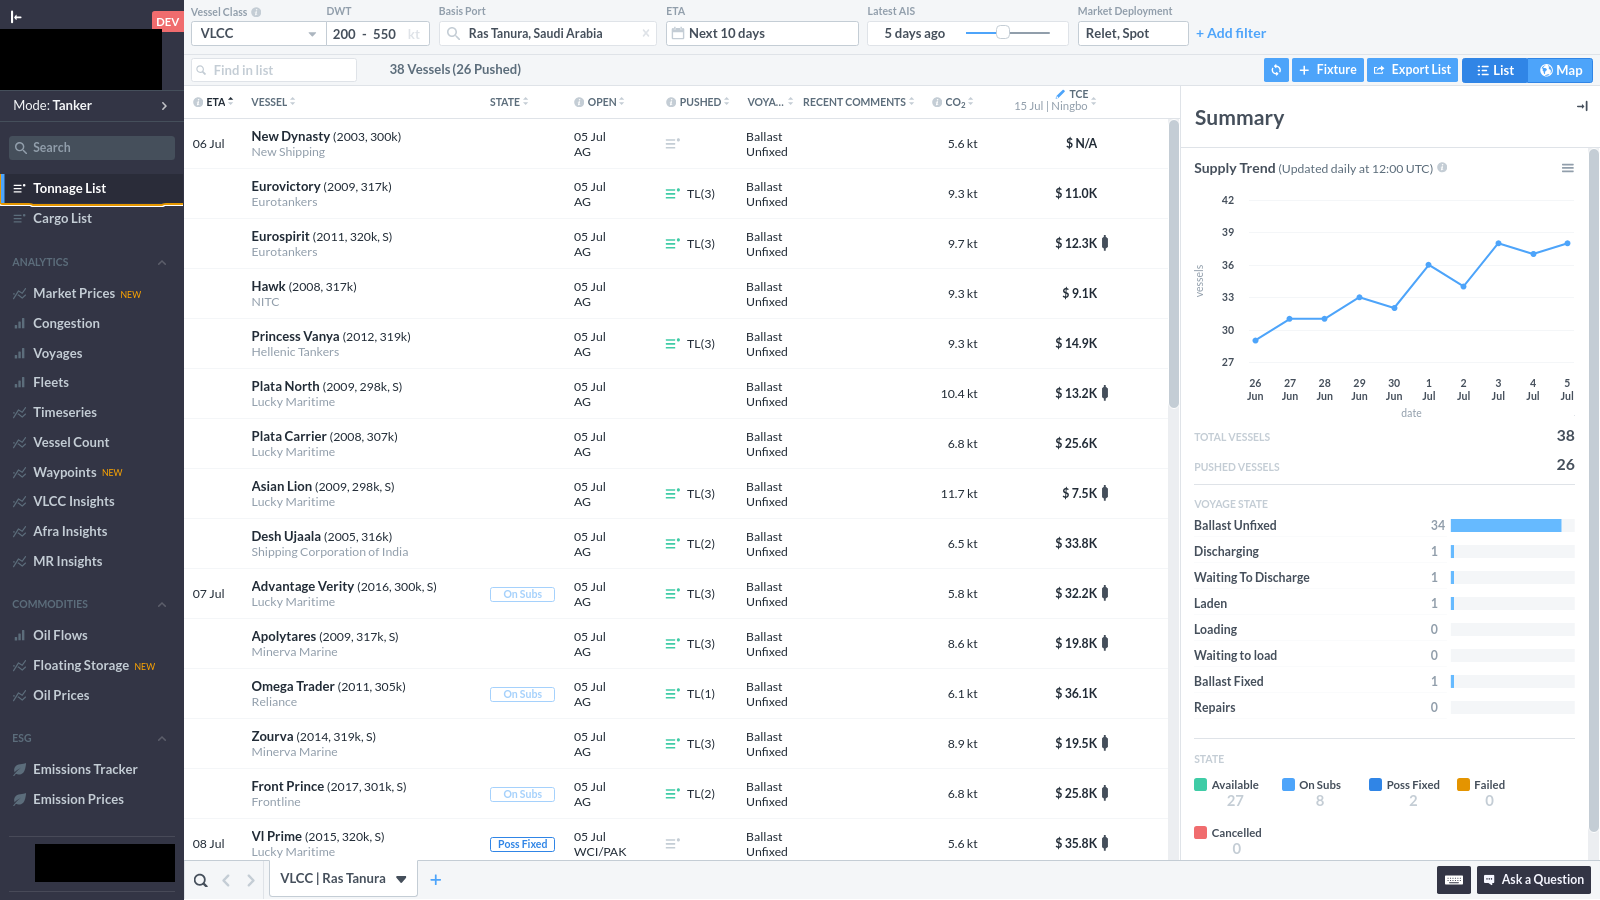 DEV
Mode: Tanker
Search
Tonnage List
Cargo List
ANALYTICS
Market Prices NEW
Congestion
Voyages
Fleets
Timeseries
Vessel Count
Waypoints NEW
VLCC Insights
Afra Insights
MR Insights
COMMODITIES
Oil Flows
Floating Storage NEW
Oil Prices
ESG
Emissions Tracker
Emission Prices
Vessel Class DWT Basis Port ETA Latest AIS Market Deployment
VLCC 200 - 550 kt Ras Tanura, Saudi Arabia × Next 10 days 5 days ago Relet, Spot + Add filter
Find in list 38 Vessels (26 Pushed) + Fixture Export List List Map
ETA VESSEL STATE OPEN PUSHED VOYA... RECENT COMMENTS CO2 TCE
15 Jul | Ningbo
New Dynasty (2003, 300k) 05 Jul Ballast
06 Jul 5.6 kt $ N/A
New Shipping AG Unfixed
Eurovictory (2009, 317k) 05 Jul Ballast
TL(3) 9.3 kt $ 11.0K
Eurotankers AG Unfixed
Eurospirit (2011, 320k, S) 05 Jul Ballast
TL(3) 9.7 kt $ 12.3K
Eurotankers AG Unfixed
Hawk (2008, 317k) 05 Jul Ballast
9.3 kt $ 9.1K
NITC AG Unfixed
Princess Vanya (2012, 319k) 05 Jul Ballast
TL(3) 9.3 kt $ 14.9K
Hellenic Tankers AG Unfixed
Plata North (2009, 298k, S) 05 Jul Ballast
10.4 kt $ 13.2K
Lucky Maritime AG Unfixed
Plata Carrier (2008, 307k) 05 Jul Ballast
6.8 kt $ 25.6K
Lucky Maritime AG Unfixed
Asian Lion (2009, 298k, S) 05 Jul Ballast
TL(3) 11.7 kt $ 7.5K
Lucky Maritime AG Unfixed
Desh Ujaala (2005, 316k) 05 Jul Ballast
TL(2) 6.5 kt $ 33.8K
Shipping Corporation of India AG Unfixed
Advantage Verity (2016, 300k, S) 05 Jul Ballast
07 Jul On Subs TL(3) 5.8 kt $ 32.2K
Lucky Maritime AG Unfixed
Apolytares (2009, 317k, S) 05 Jul Ballast
TL(3) 8.6 kt $ 19.8K
Minerva Marine AG Unfixed
Omega Trader (2011, 305k) 05 Jul Ballast
On Subs TL(1) 6.1 kt $ 36.1K
Reliance AG Unfixed
Zourva (2014, 319k, S) 05 Jul Ballast
TL(3) 8.9 kt $ 19.5K
Minerva Marine AG Unfixed
Front Prince (2017, 301k, S) 05 Jul Ballast
On Subs TL(2) 6.8 kt $ 25.8K
Frontline AG Unfixed
Vl Prime (2015, 320k, S) 05 Jul Ballast
08 Jul Poss Fixed 5.6 kt $ 35.8K
Lucky Maritime WCI/PAK Unfixed
VLCC | Ras Tanura +
Summary
Supply Trend (Updated daily at 12:00 UTC)
42
39
36
33
30
27
vessels
26 27 28 29 30 1 2 3 4 5
Jun Jun Jun Jun Jun Jul Jul Jul Jul Jul
date
TOTAL VESSELS 38
PUSHED VESSELS 26
VOYAGE STATE
Ballast Unfixed 34
Discharging 1
Waiting To Discharge 1
Laden 1
Loading 0
Waiting to load 0
Ballast Fixed 1
Repairs 0
STATE
Available On Subs Poss Fixed Failed
27 8 2 0
Cancelled
0
Ask a Question